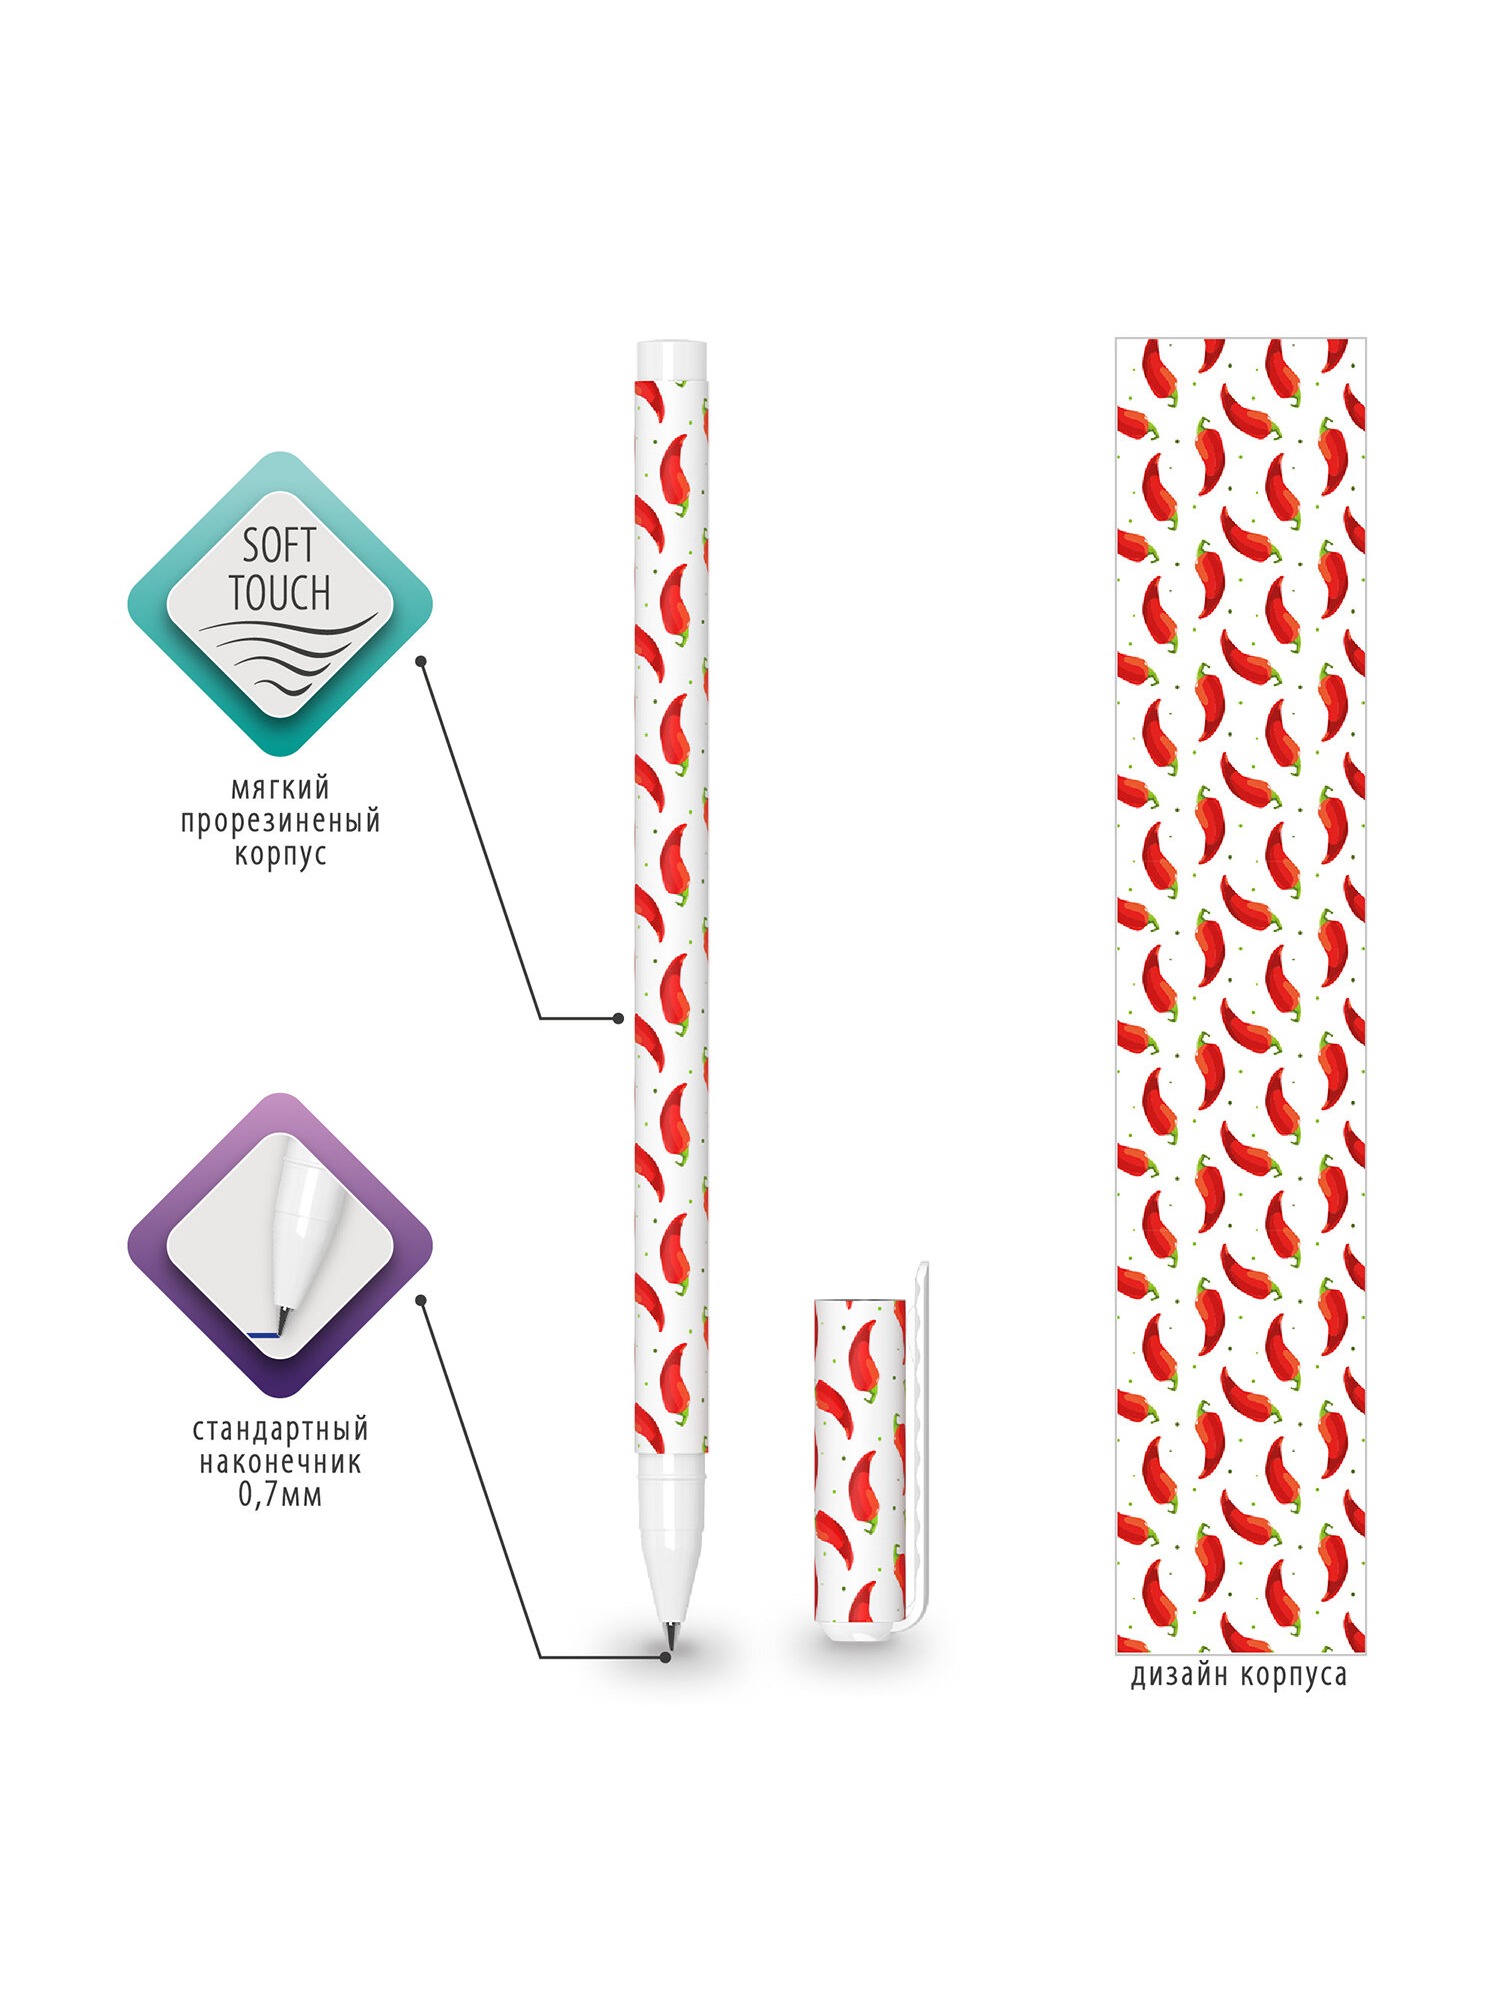 SOFT
TOUCH
мягкий
прорезиненый
корпус
стандартный
наконечник
0,7мм
дизайн корпуса